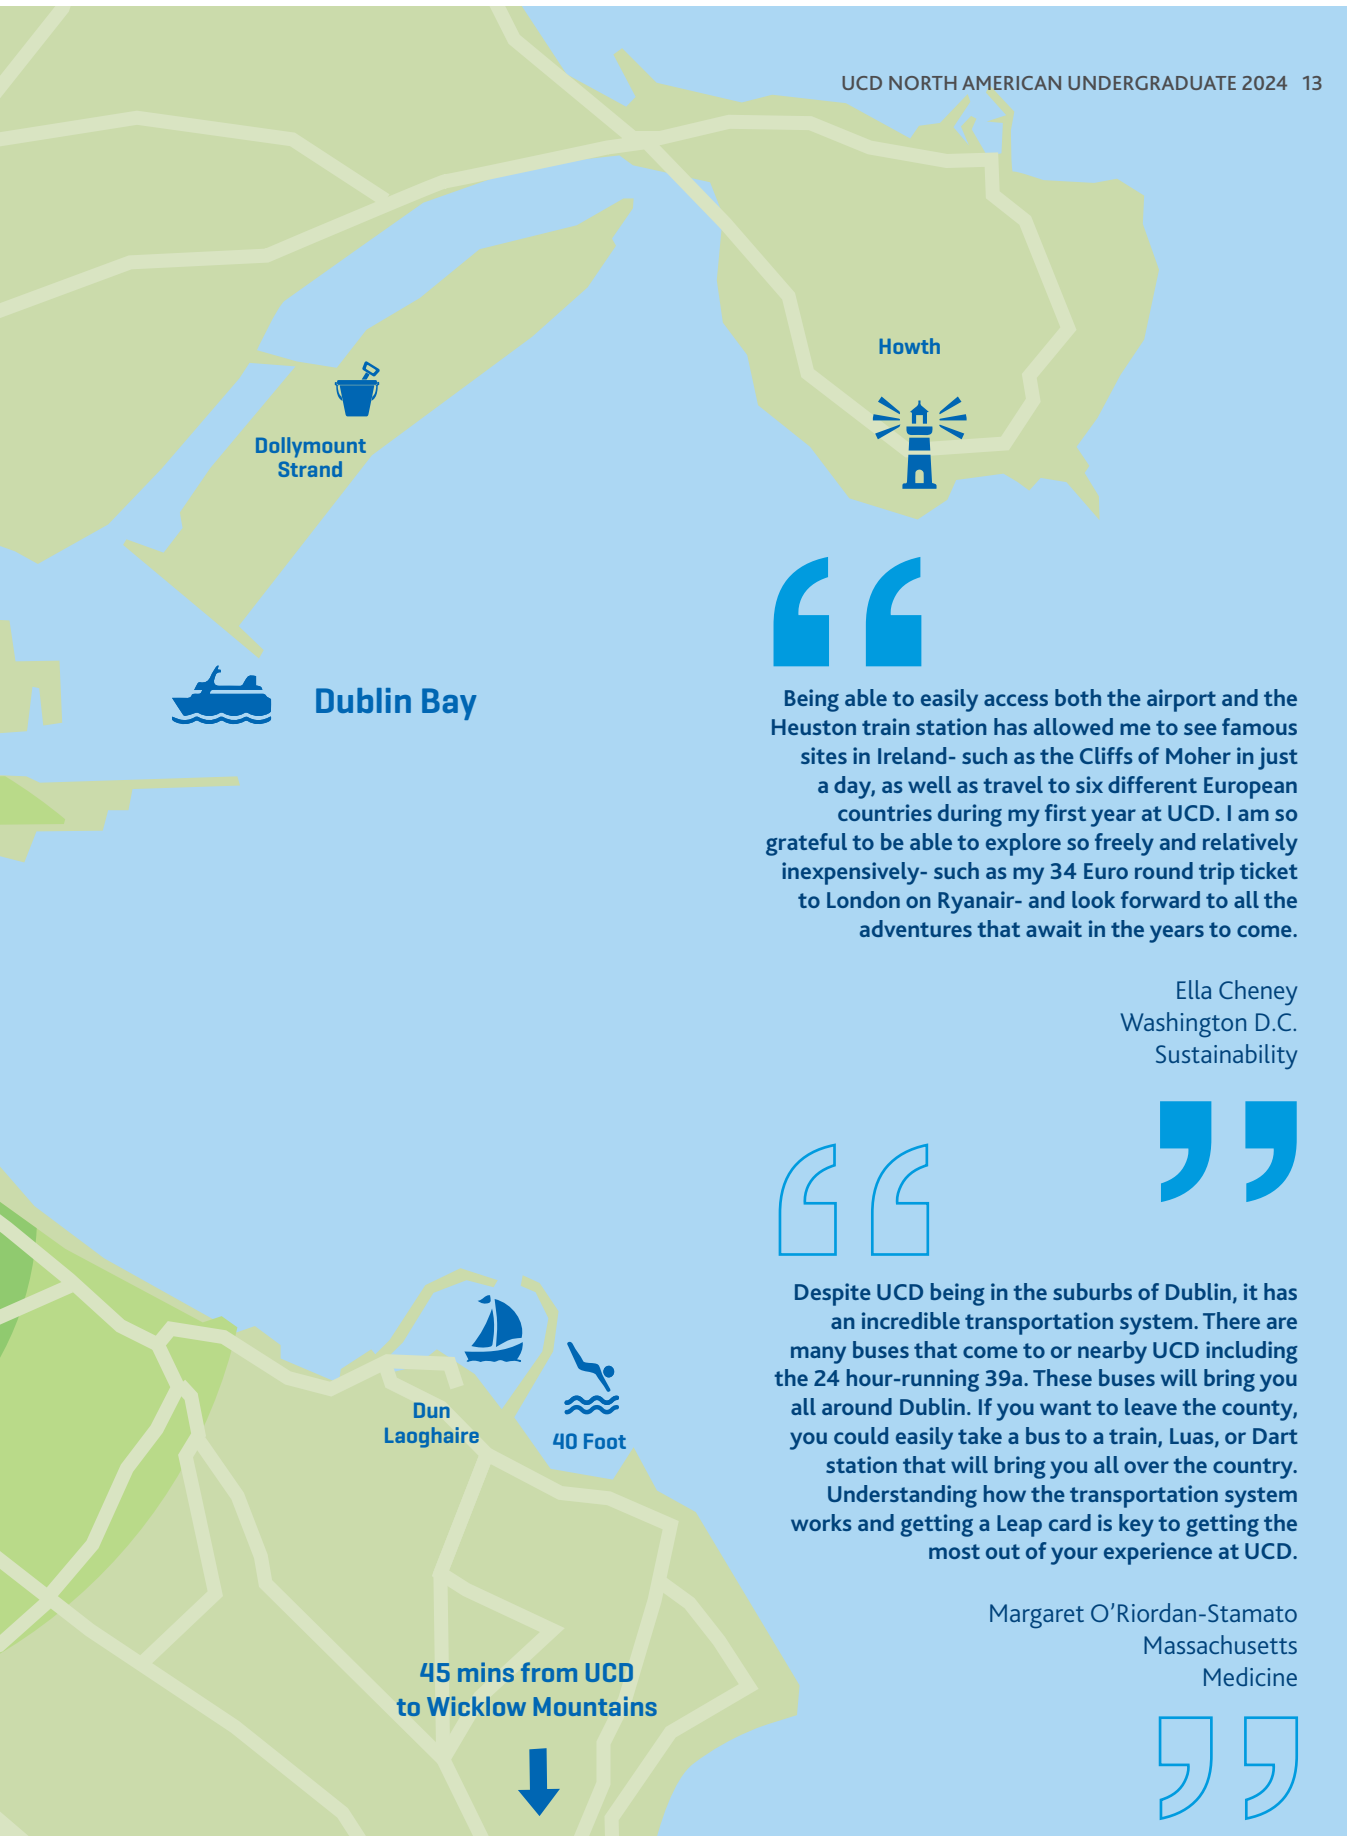 UCD NORTH AMERICAN UNDERGRADUATE 2024 13
Howth
Dollymount
Strand
Dublin Bay
Being able to easily access both the airport and the
Heuston train station has allowed me to see famous
sites in Ireland- such as the Cliffs of Moher in just
a day, as well as travel to six different European
countries during my first year at UCD. I am so
grateful to be able to explore so freely and relatively
inexpensively- such as my 34 Euro round trip ticket
to London on Ryanair- and look forward to all the
adventures that await in the years to come.
Ella Cheney
Washington D.C.
Sustainability
Despite UCD being in the suburbs of Dublin, it has
an incredible transportation system. There are
many buses that come to or nearby UCD including
the 24 hour-running 39a. These buses will bring you
all around Dublin. If you want to leave the county,
you could easily take a bus to a train, Luas, or Dart
station that will bring you all over the country.
Understanding how the transportation system
works and getting a Leap card is key to getting the
most out of your experience at UCD.
Margaret O’Riordan-Stamato
Massachusetts
Medicine
Dun
Laoghaire
40 Foot
45 mins from UCD
to Wicklow Mountains